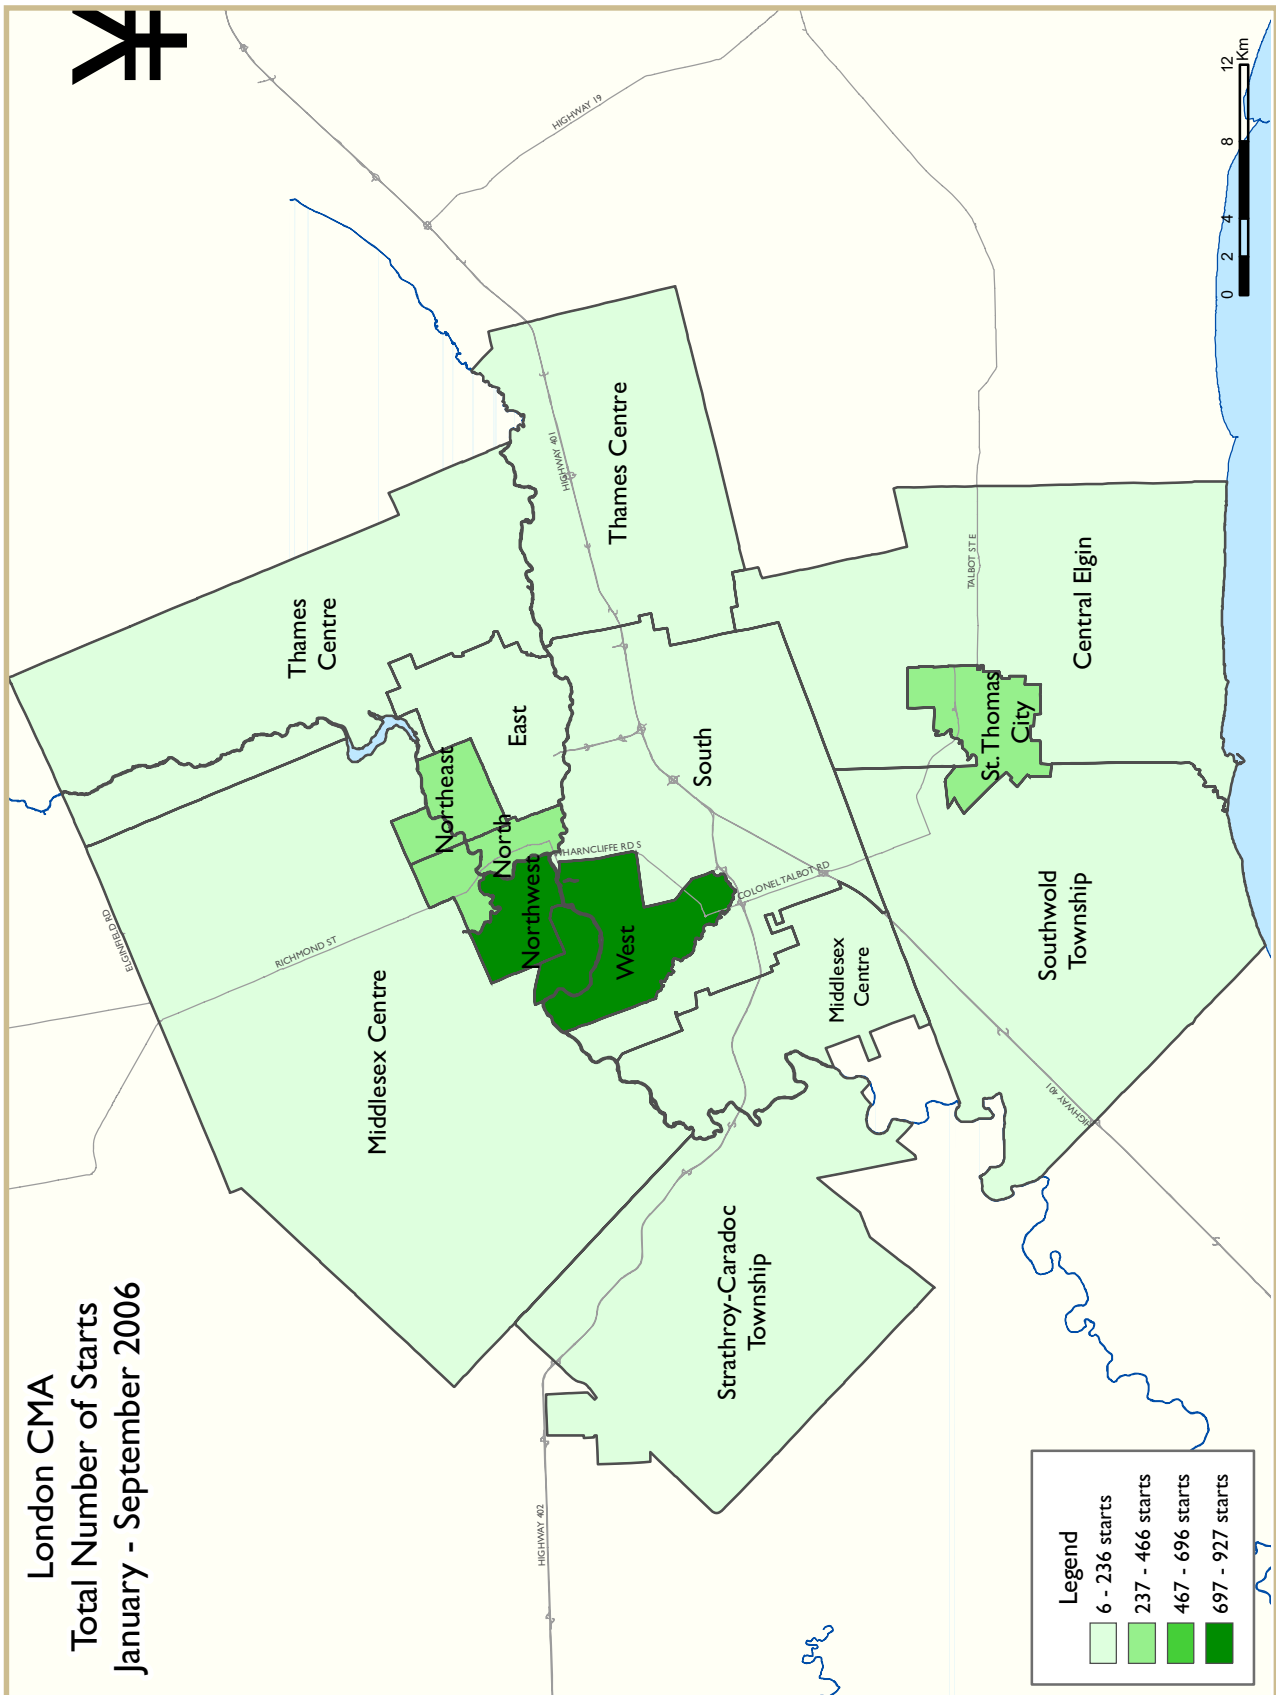 London CMA
Total Number of Starts
January - September 2006
ELGINFIELD RD
RICHMOND ST
Middlesex Centre
Thames
Centre
Northeast
North
East
Northwest
West
WHARNCLIFFE RD S
South
COLONEL TALBOT RD
Middlesex
Centre
HIGHWAY 401
Thames Centre
HIGHWAY 19
HIGHWAY 402
Strathroy-Caradoc
Township
TALBOT ST E
St. Thomas
City
Central Elgin
Southwold
Township
HIGHWAY 401
Legend
6 - 236 starts
237 - 466 starts
467 - 696 starts
697 - 927 starts
0 2 4 8 12
Km